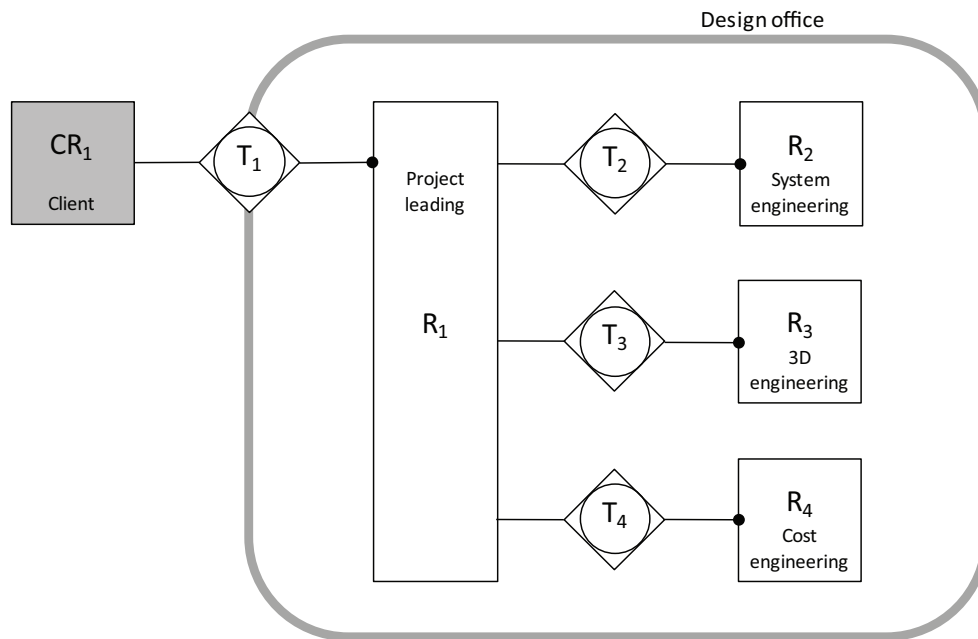 Design office
CR₁
Client
T₁
Project
leading
R₁
T₂
R₂
System
engineering
T₃
R₃
3D
engineering
T₄
R₄
Cost
engineering